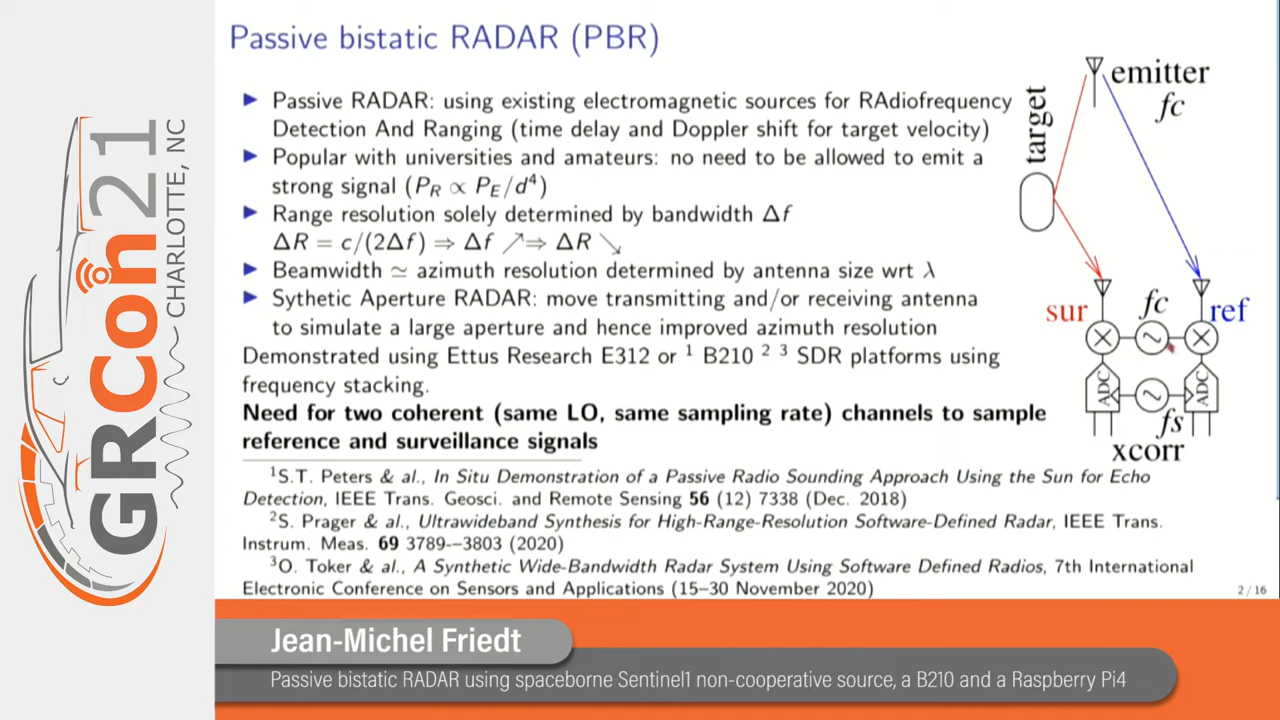 Passive bistatic RADAR (PBR)
▶ Passive RADAR: using existing electromagnetic sources for RAdiofrequency
Detection And Ranging (time delay and Doppler shift for target velocity)
▶ Popular with universities and amateurs: no need to be allowed to emit a
strong signal (P_R ∝ P_E/d⁴)
▶ Range resolution solely determined by bandwidth Δf
ΔR = c/(2Δf) ⇒ Δf ↗⇒ ΔR ↘
▶ Beamwidth ≃ azimuth resolution determined by antenna size wrt λ
▶ Sythetic Aperture RADAR: move transmitting and/or receiving antenna
to simulate a large aperture and hence improved azimuth resolution
Demonstrated using Ettus Research E312 or ¹ B210 ² ³ SDR platforms using
frequency stacking.
Need for two coherent (same LO, same sampling rate) channels to sample
reference and surveillance signals
¹S.T. Peters & al., In Situ Demonstration of a Passive Radio Sounding Approach Using the Sun for Echo
Detection, IEEE Trans. Geosci. and Remote Sensing 56 (12) 7338 (Dec. 2018)
²S. Prager & al., Ultrawideband Synthesis for High-Range-Resolution Software-Defined Radar, IEEE Trans.
Instrum. Meas. 69 3789-–3803 (2020)
³O. Toker & al., A Synthetic Wide-Bandwidth Radar System Using Software Defined Radios, 7th International
Electronic Conference on Sensors and Applications (15–30 November 2020)
2 / 16
emitter
fc
target
sur
fc
ref
ADC
ADC
fs
xcorr
GRCon21
CHARLOTTE, NC
Jean-Michel Friedt
Passive bistatic RADAR using spaceborne Sentinel1 non-cooperative source, a B210 and a Raspberry Pi4